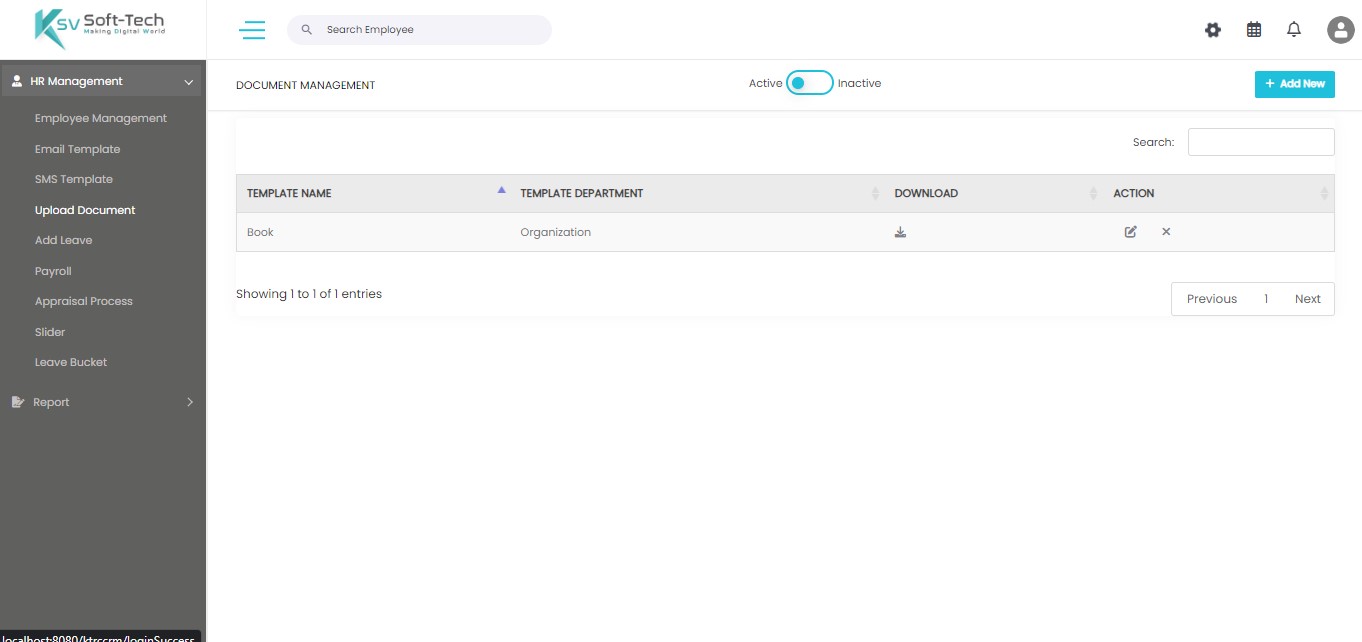 KSV Soft-Tech
Making Digital World
Search Employee
HR Management
Employee Management
Email Template
SMS Template
Upload Document
Add Leave
Payroll
Appraisal Process
Slider
Leave Bucket
Report
DOCUMENT MANAGEMENT
Active Inactive
+ Add New
Search:
TEMPLATE NAME TEMPLATE DEPARTMENT DOWNLOAD ACTION
Book Organization
Showing 1 to 1 of 1 entries
Previous 1 Next
localhost:8080/ktrccrm/loginSuccess